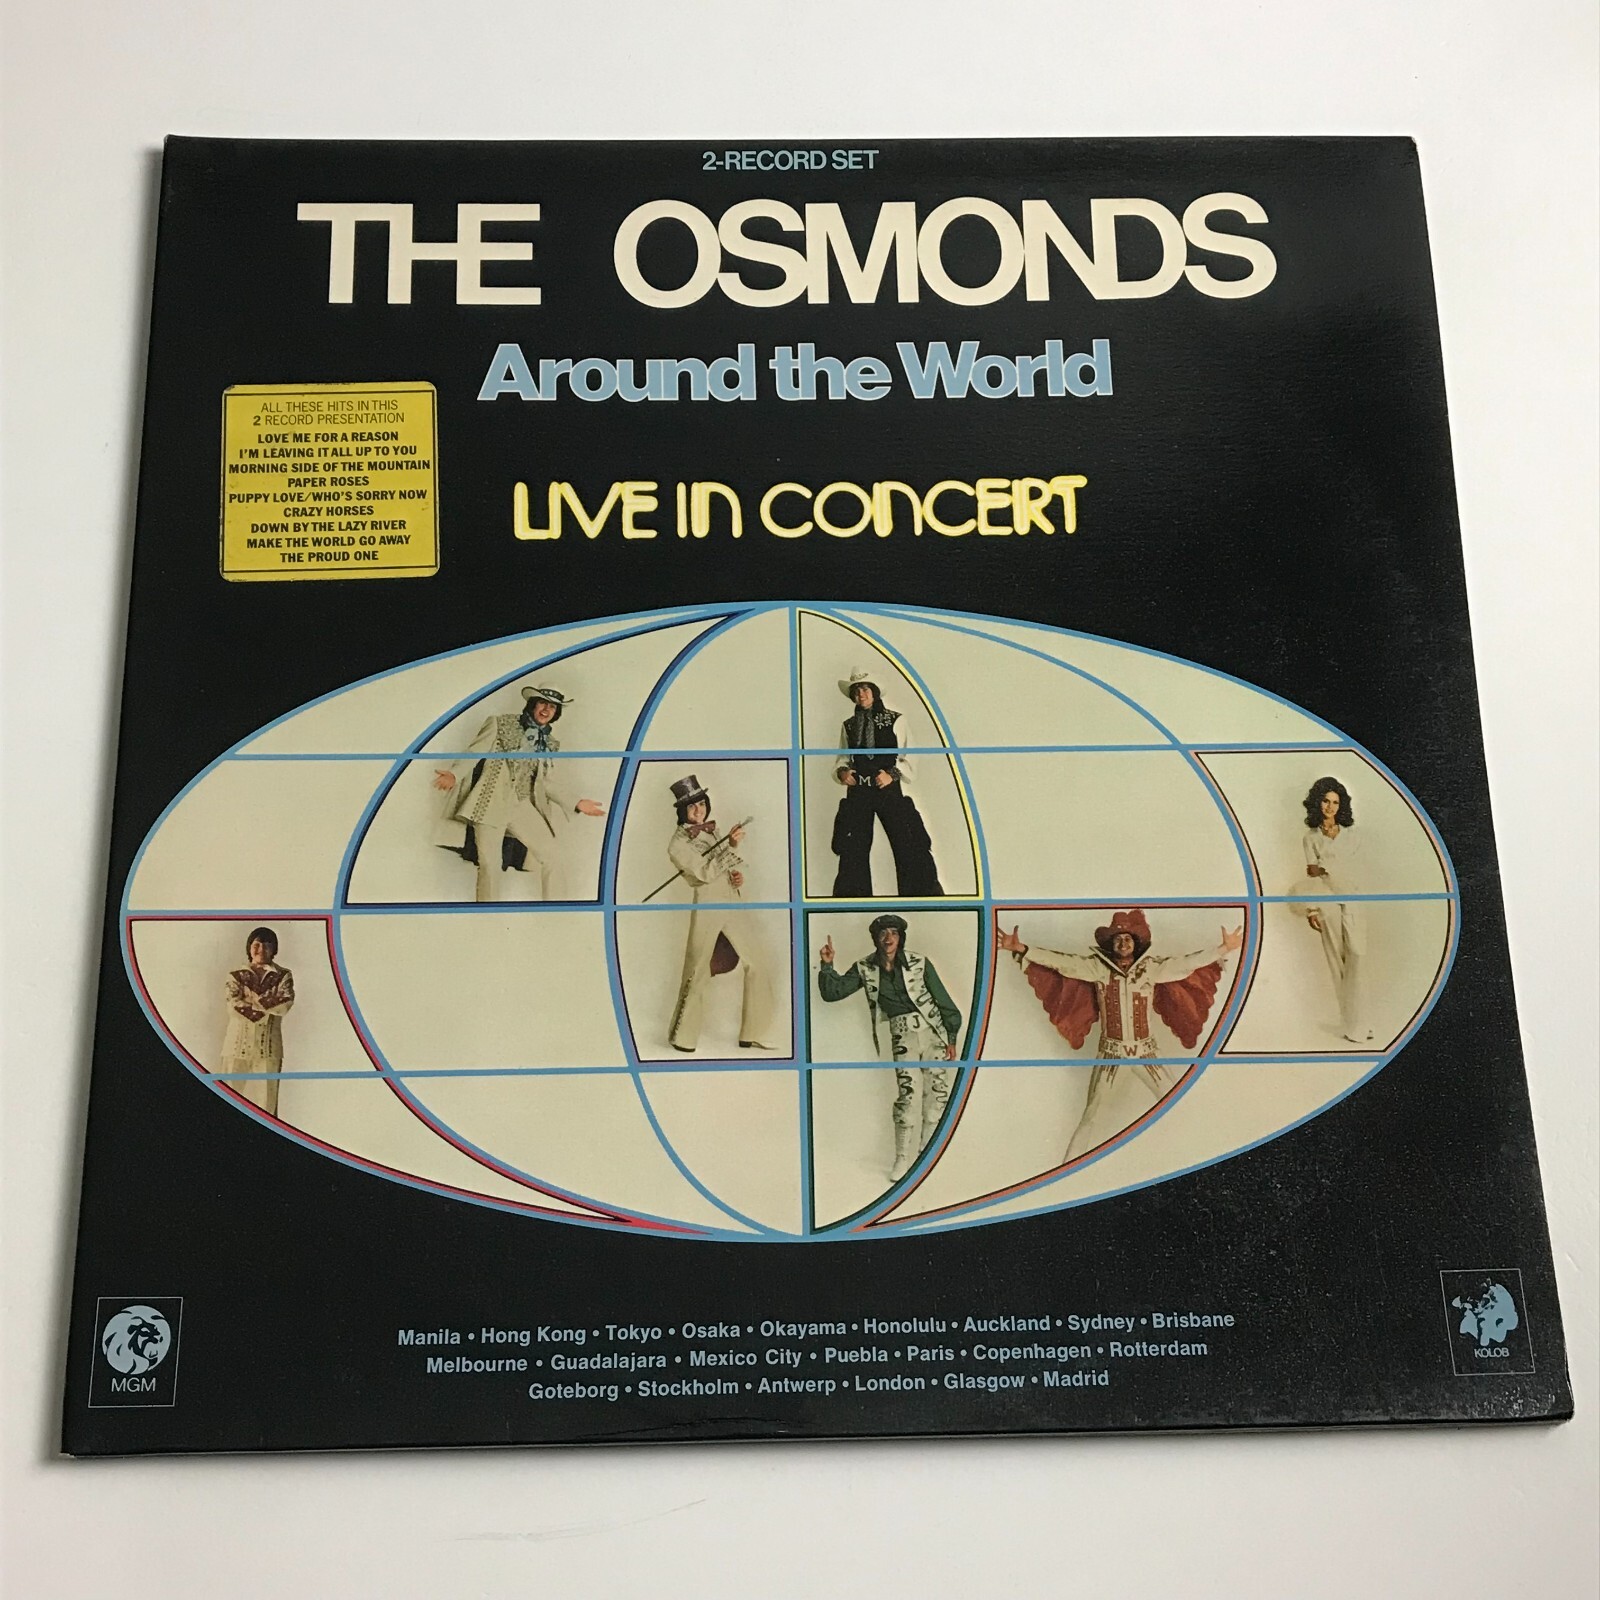 2-RECORD SET
THE OSMONDS
Around the World
ALL THESE HITS IN THIS
2 RECORD PRESENTATION
LOVE ME FOR A REASON
I'M LEAVING IT ALL UP TO YOU
MORNING SIDE OF THE MOUNTAIN
PAPER ROSES
PUPPY LOVE/WHO'S SORRY NOW
CRAZY HORSES
DOWN BY THE LAZY RIVER
MAKE THE WORLD GO AWAY
THE PROUD ONE
LIVE IN CONCERT
M
J
W
Manila • Hong Kong • Tokyo • Osaka • Okayama • Honolulu • Auckland • Sydney • Brisbane
Melbourne • Guadalajara • Mexico City • Puebla • Paris • Copenhagen • Rotterdam
Goteborg • Stockholm • Antwerp • London • Glasgow • Madrid
MGM
KOLOB